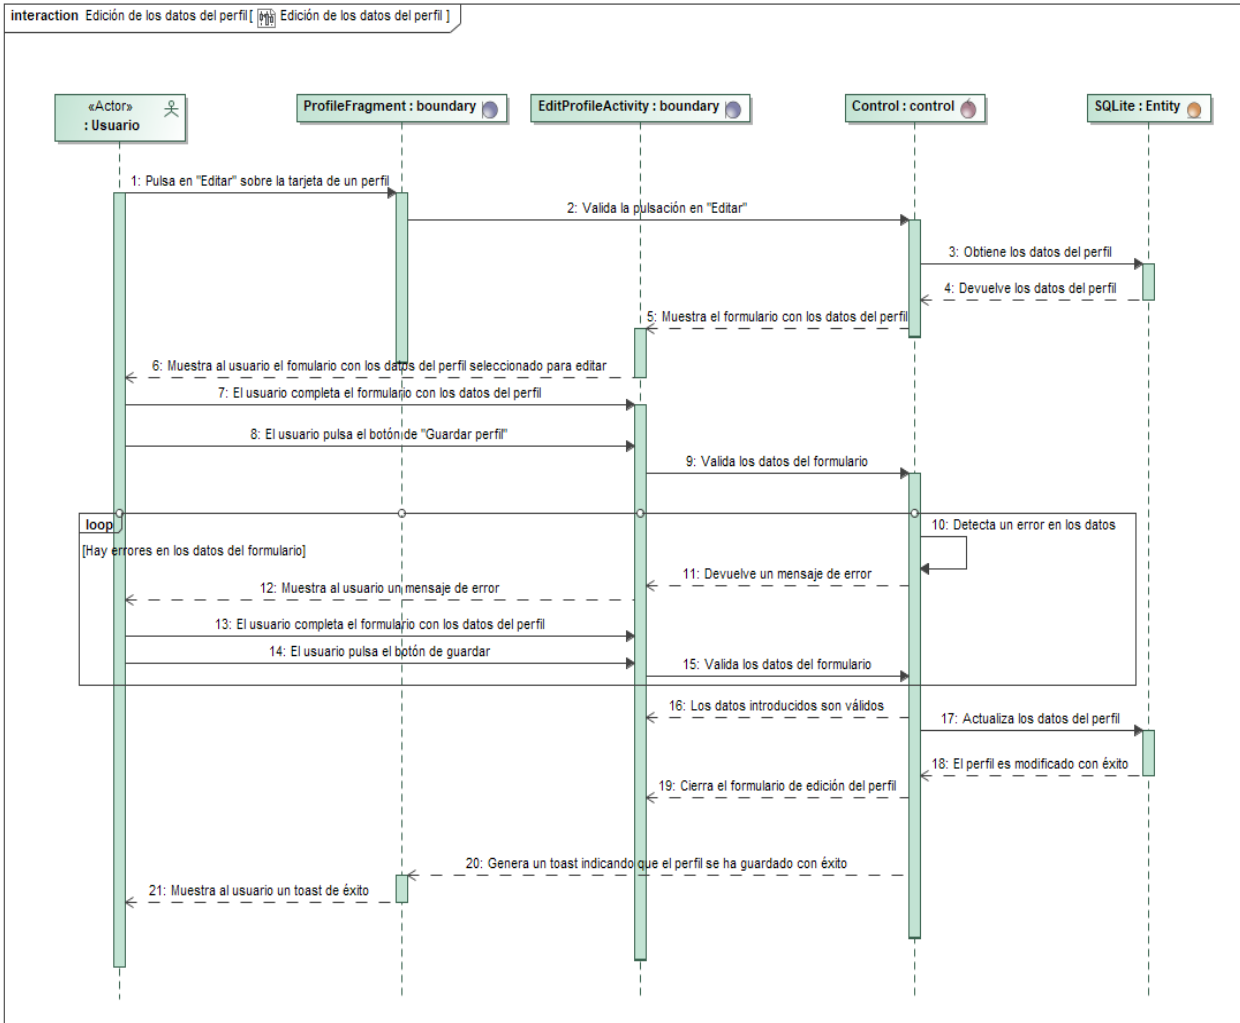 interaction Edición de los datos del perfil[ Edición de los datos del perfil ]
«Actor»
: Usuario
ProfileFragment : boundary
EditProfileActivity : boundary
Control : control
SQLite : Entity
1: Pulsa en "Editar" sobre la tarjeta de un perfil
2: Valida la pulsación en "Editar"
3: Obtiene los datos del perfil
4: Devuelve los datos del perfil
5: Muestra el formulario con los datos del perfil
6: Muestra al usuario el fomulario con los datos del perfil seleccionado para editar
7: El usuario completa el formulario con los datos del perfil
8: El usuario pulsa el botón de "Guardar perfil"
9: Valida los datos del formulario
loop
[Hay errores en los datos del formulario]
10: Detecta un error en los datos
11: Devuelve un mensaje de error
12: Muestra al usuario un mensaje de error
13: El usuario completa el formulario con los datos del perfil
14: El usuario pulsa el botón de guardar
15: Valida los datos del formulario
16: Los datos introducidos son válidos
17: Actualiza los datos del perfil
18: El perfil es modificado con éxito
19: Cierra el formulario de edición del perfil
20: Genera un toast indicando que el perfil se ha guardado con éxito
21: Muestra al usuario un toast de éxito